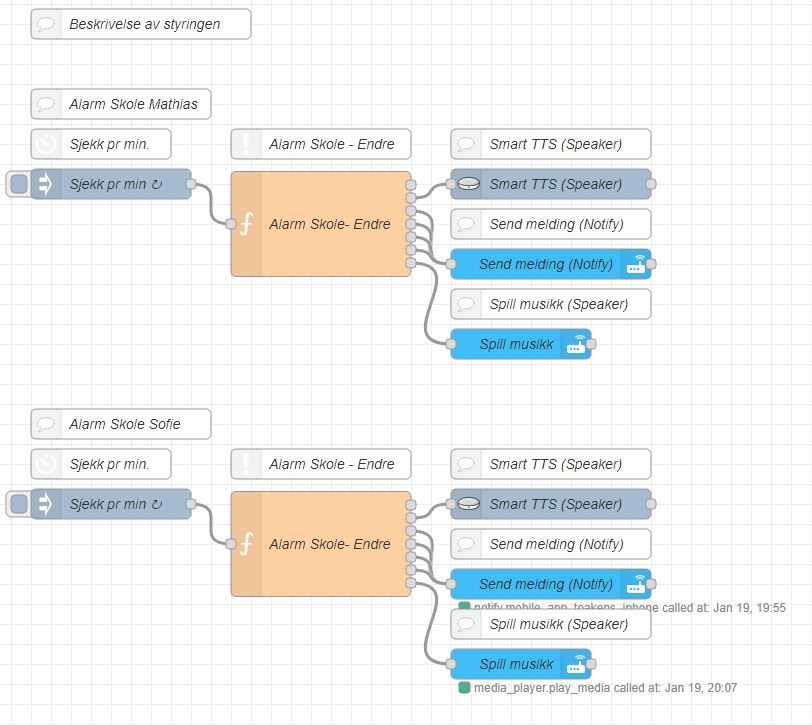 Beskrivelse av styringen
Alarm Skole Mathias
Sjekk pr min.
Alarm Skole - Endre
Smart TTS (Speaker)
Sjekk pr min ↻
Smart TTS (Speaker)
Alarm Skole- Endre
Send melding (Notify)
Send melding (Notify)
Spill musikk (Speaker)
Spill musikk
Alarm Skole Sofie
Sjekk pr min.
Alarm Skole - Endre
Smart TTS (Speaker)
Sjekk pr min ↻
Smart TTS (Speaker)
Alarm Skole- Endre
Send melding (Notify)
Send melding (Notify)
notify.mobile_app_toakens_iphone called at: Jan 19, 19:55
Spill musikk (Speaker)
Spill musikk
media_player.play_media called at: Jan 19, 20:07